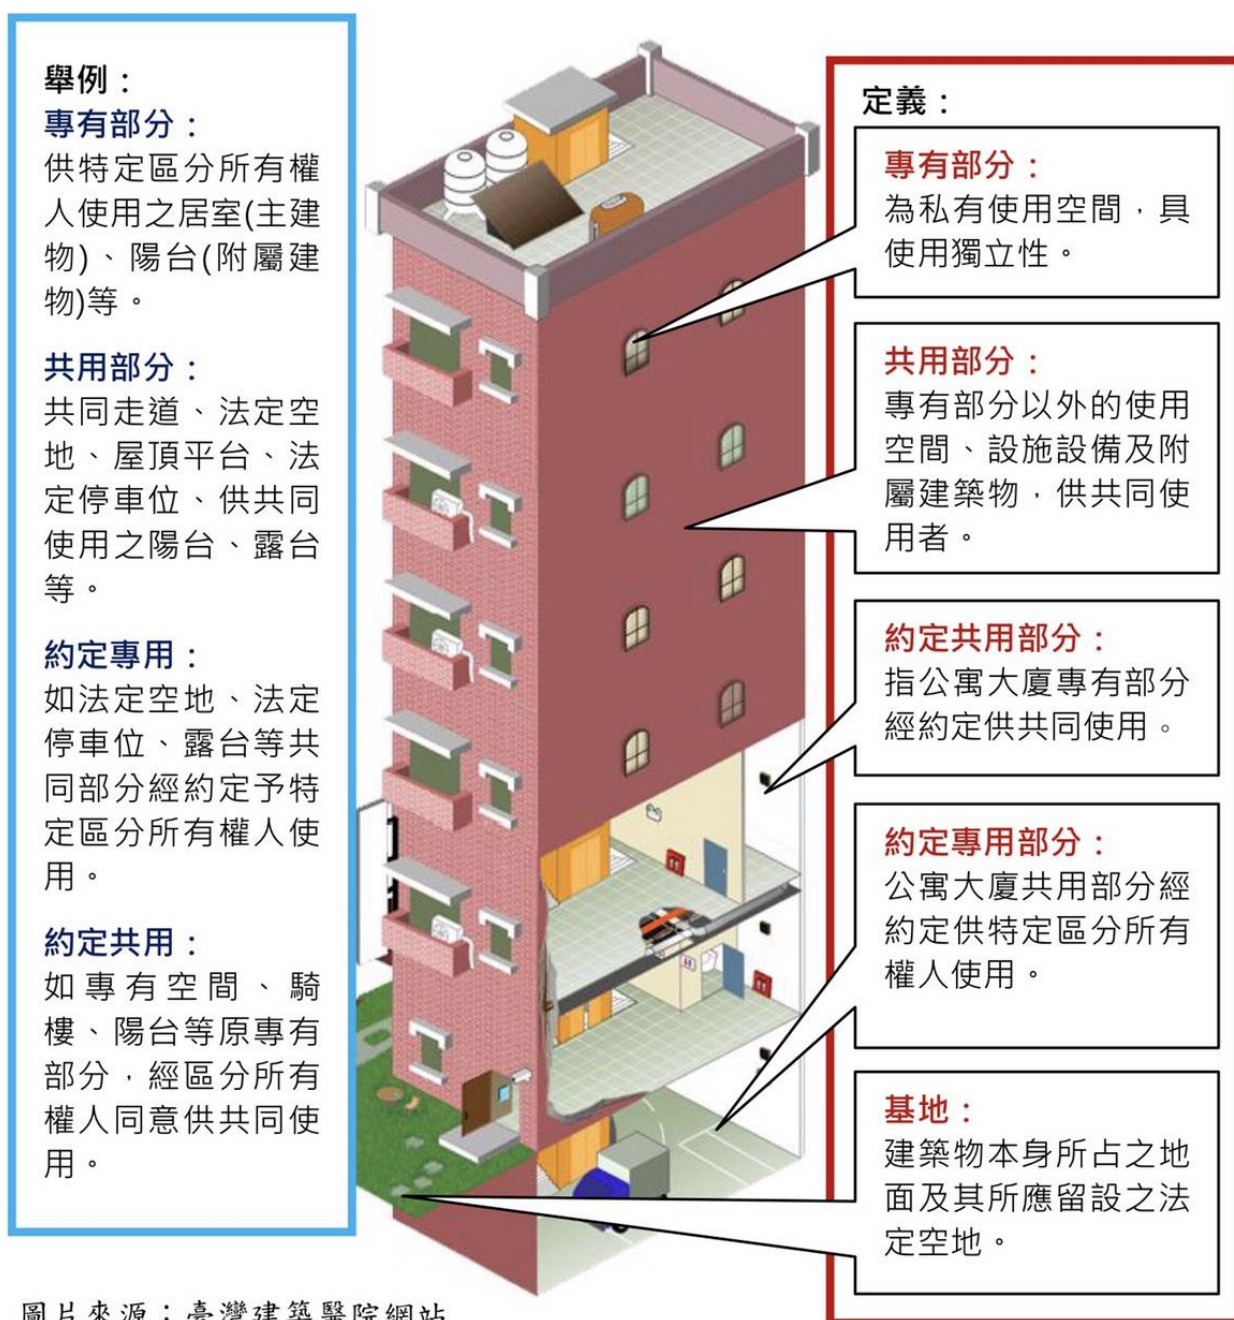 舉例：
專有部分：
供特定區分所有權
人使用之居室(主建
物)、陽台(附屬建
物)等。
共用部分：
共同走道、法定空
地、屋頂平台、法
定停車位、供共同
使用之陽台、露台
等。
約定專用：
如法定空地、法定
停車位、露台等共
同部分經約定予特
定區分所有權人使
用。
約定共用：
如專有空間、騎
樓、陽台等原專有
部分，經區分所有
權人同意供共同使
用。
定義：
專有部分：
為私有使用空間，具
使用獨立性。
共用部分：
專有部分以外的使用
空間、設施設備及附
屬建築物，供共同使
用者。
約定共用部分：
指公寓大廈專有部分
經約定供共同使用。
約定專用部分：
公寓大廈共用部分經
約定供特定區分所有
權人使用。
基地：
建築物本身所占之地
面及其所應留設之法
定空地。
圖片來源：臺灣建築醫院網站